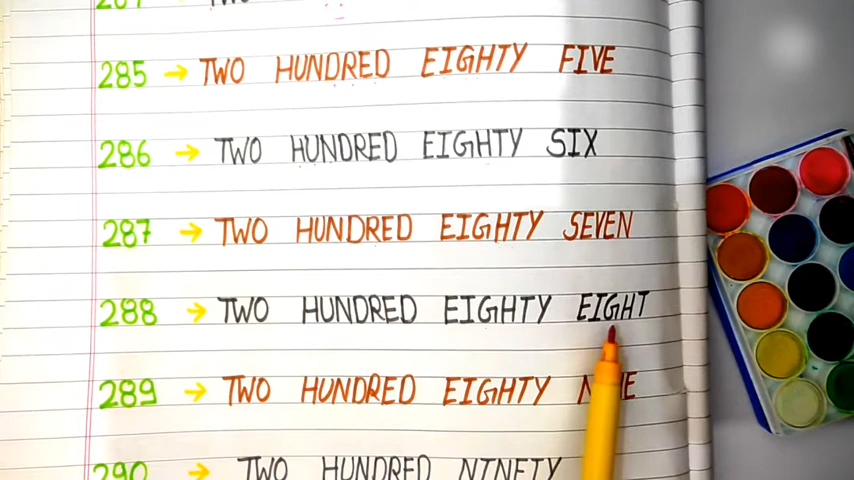 285 → TWO HUNDRED EIGHTY FIVE
286 → TWO HUNDRED EIGHTY SIX
287 → TWO HUNDRED EIGHTY SEVEN
288 → TWO HUNDRED EIGHTY EIGHT
289 → TWO HUNDRED EIGHTY
290 → TWO HUNDRED NINETY